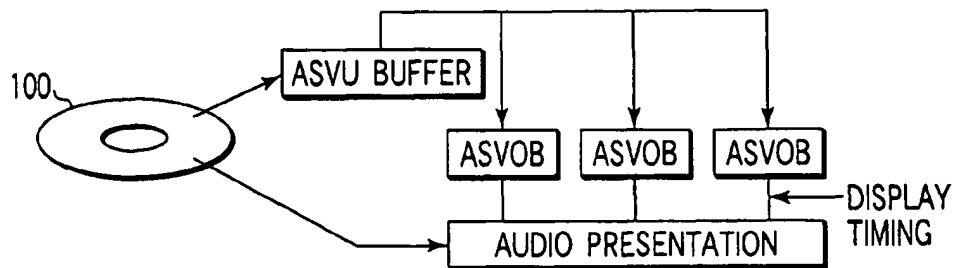 100
ASVU BUFFER
ASVOB
ASVOB
ASVOB
DISPLAY
TIMING
AUDIO PRESENTATION